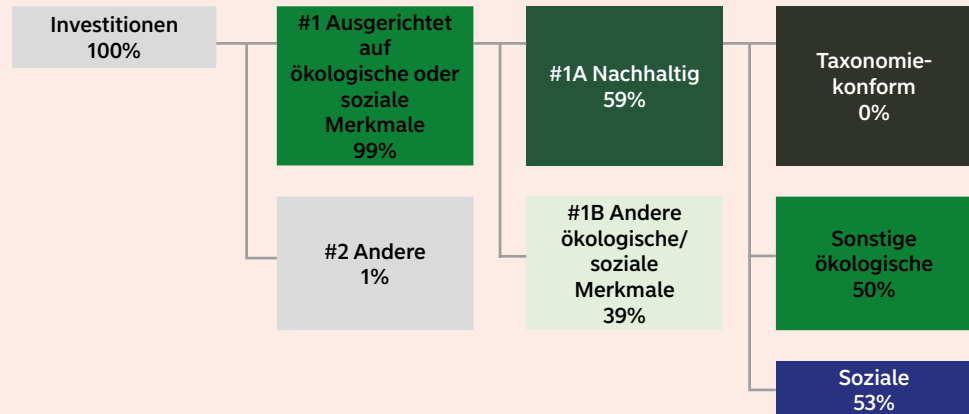 Investitionen
100%
#1 Ausgerichtet
auf
ökologische oder
soziale
Merkmale
99%
#2 Andere
1%
#1A Nachhaltig
59%
#1B Andere
ökologische/
soziale
Merkmale
39%
Taxonomie-
konform
0%
Sonstige
ökologische
50%
Soziale
53%